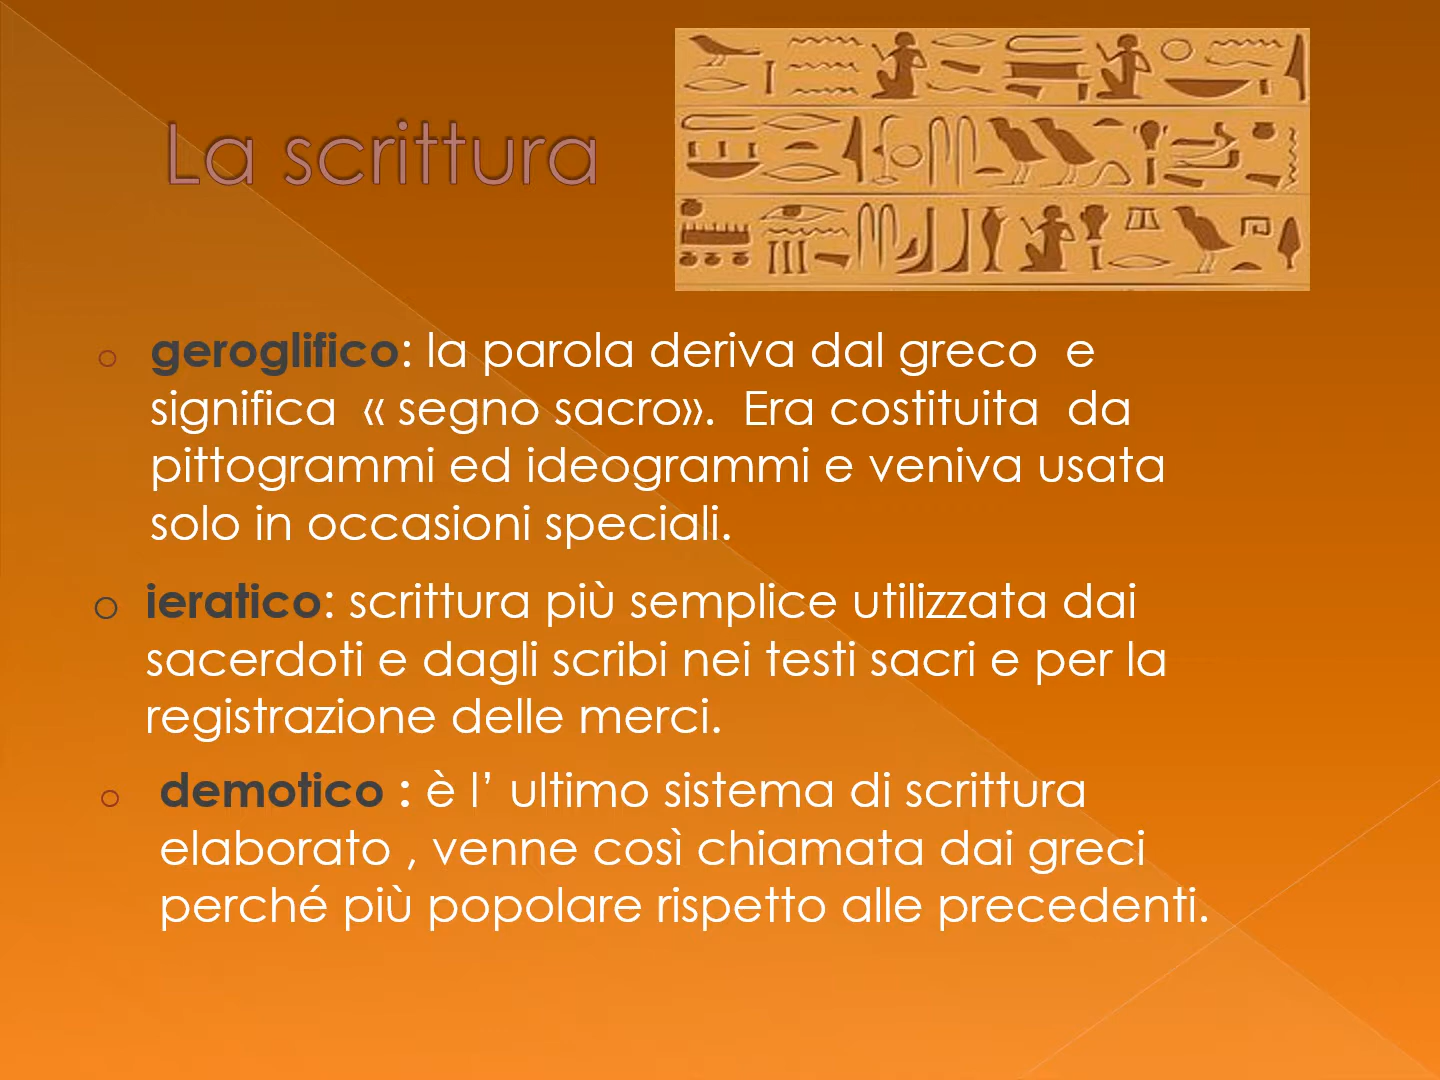 La scrittura
o geroglifico: la parola deriva dal greco e
significa « segno sacro». Era costituita da
pittogrammi ed ideogrammi e veniva usata
solo in occasioni speciali.
o ieratico: scrittura più semplice utilizzata dai
sacerdoti e dagli scribi nei testi sacri e per la
registrazione delle merci.
o demotico : è l’ ultimo sistema di scrittura
elaborato , venne così chiamata dai greci
perché più popolare rispetto alle precedenti.